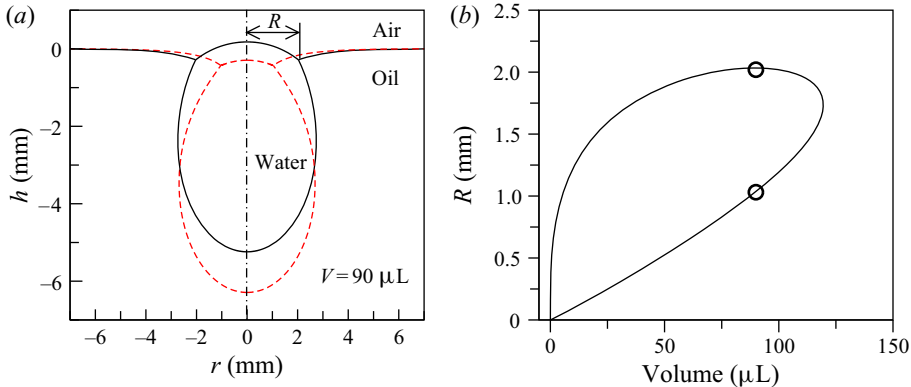 (a)
R
Air
Oil
Water
V = 90 μL
h (mm)
0
–2
–4
–6
–6 –4 –2 0 2 4 6
r (mm)
(b)
R (mm)
2.5
2.0
1.5
1.0
0.5
0
0 50 100 150
Volume (μL)